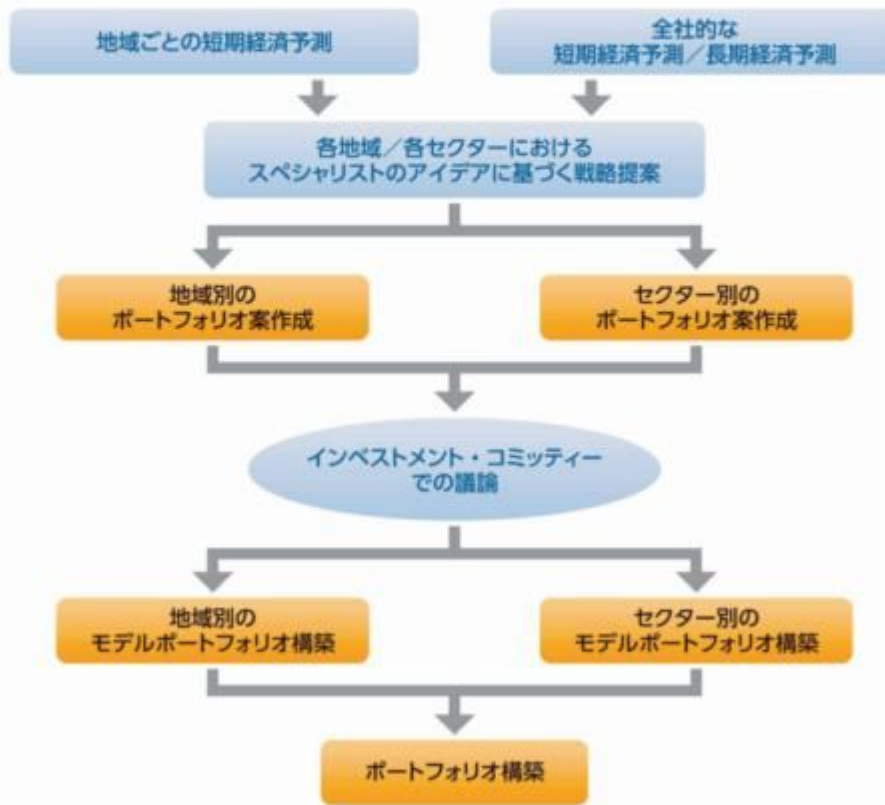 地域ごとの短期経済予測
全社的な
短期経済予測／長期経済予測
各地域／各セクターにおける
スペシャリストのアイデアに基づく戦略提案
地域別の
ポートフォリオ案作成
セクター別の
ポートフォリオ案作成
インベストメント・コミッティー
での議論
地域別の
モデルポートフォリオ構築
セクター別の
モデルポートフォリオ構築
ポートフォリオ構築